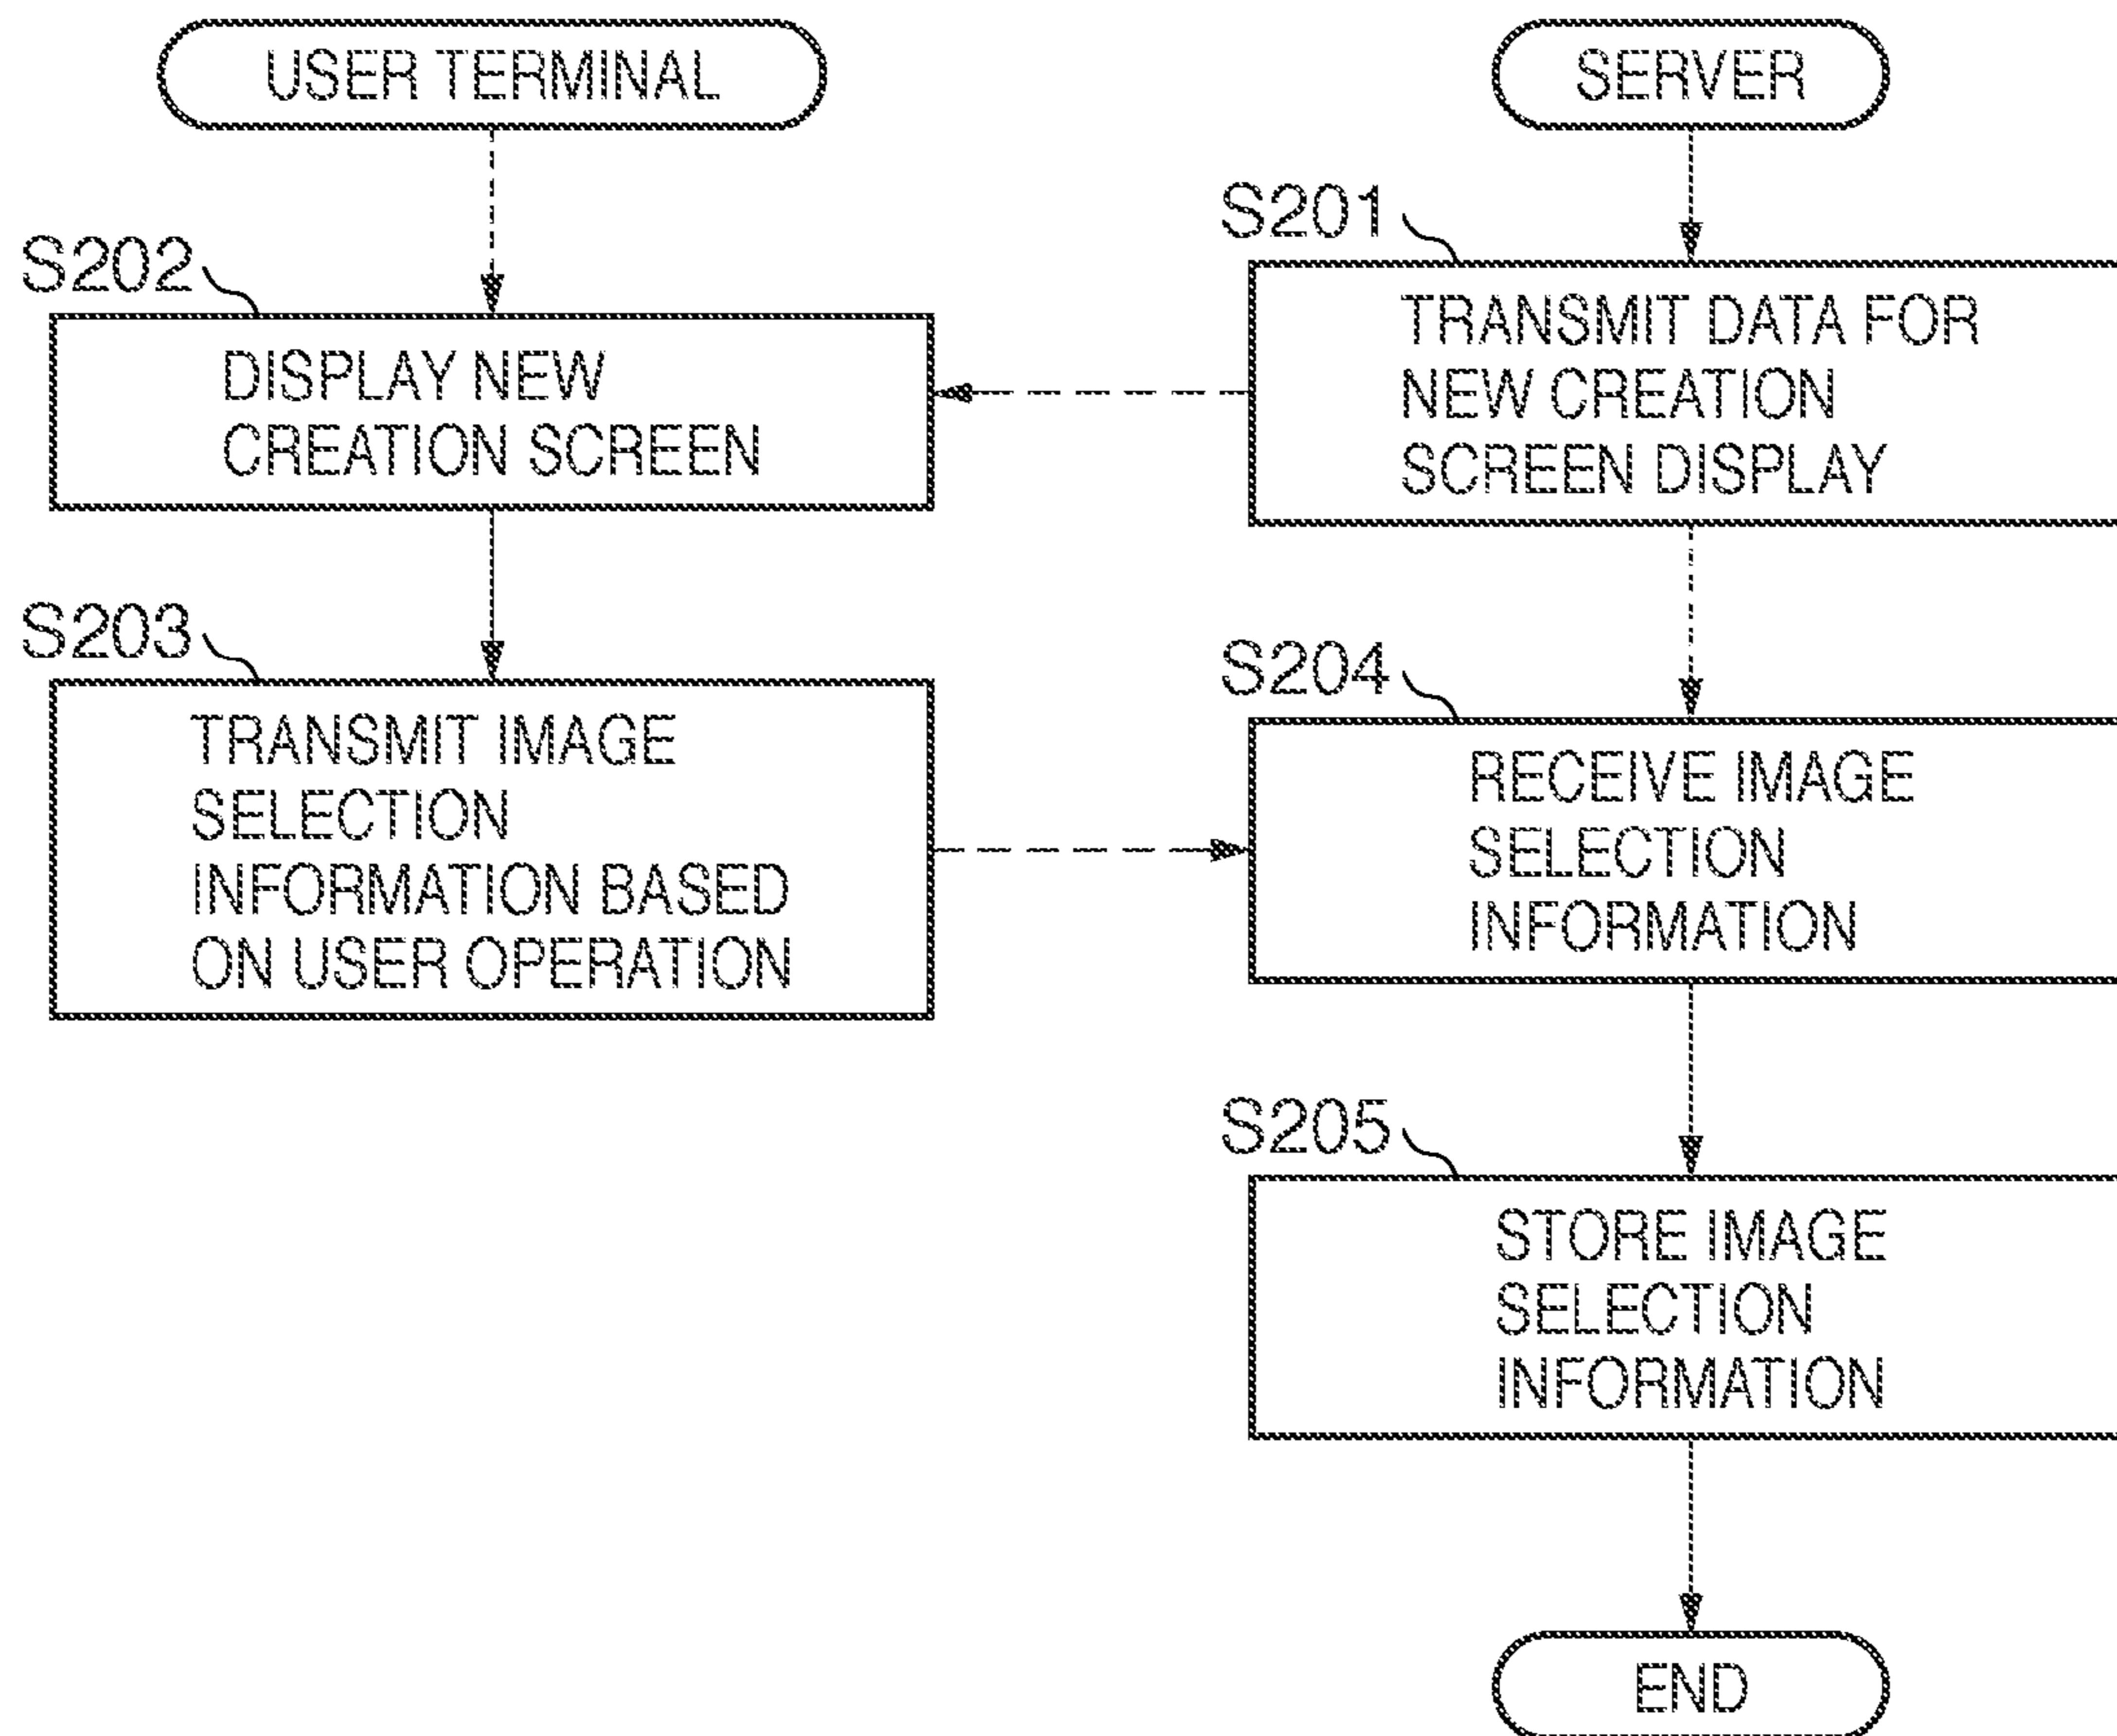 USER TERMINAL
SERVER
S201
TRANSMIT DATA FOR
NEW CREATION
SCREEN DISPLAY
S202
DISPLAY NEW
CREATION SCREEN
S203
TRANSMIT IMAGE
SELECTION
INFORMATION BASED
ON USER OPERATION
S204
RECEIVE IMAGE
SELECTION
INFORMATION
S205
STORE IMAGE
SELECTION
INFORMATION
END